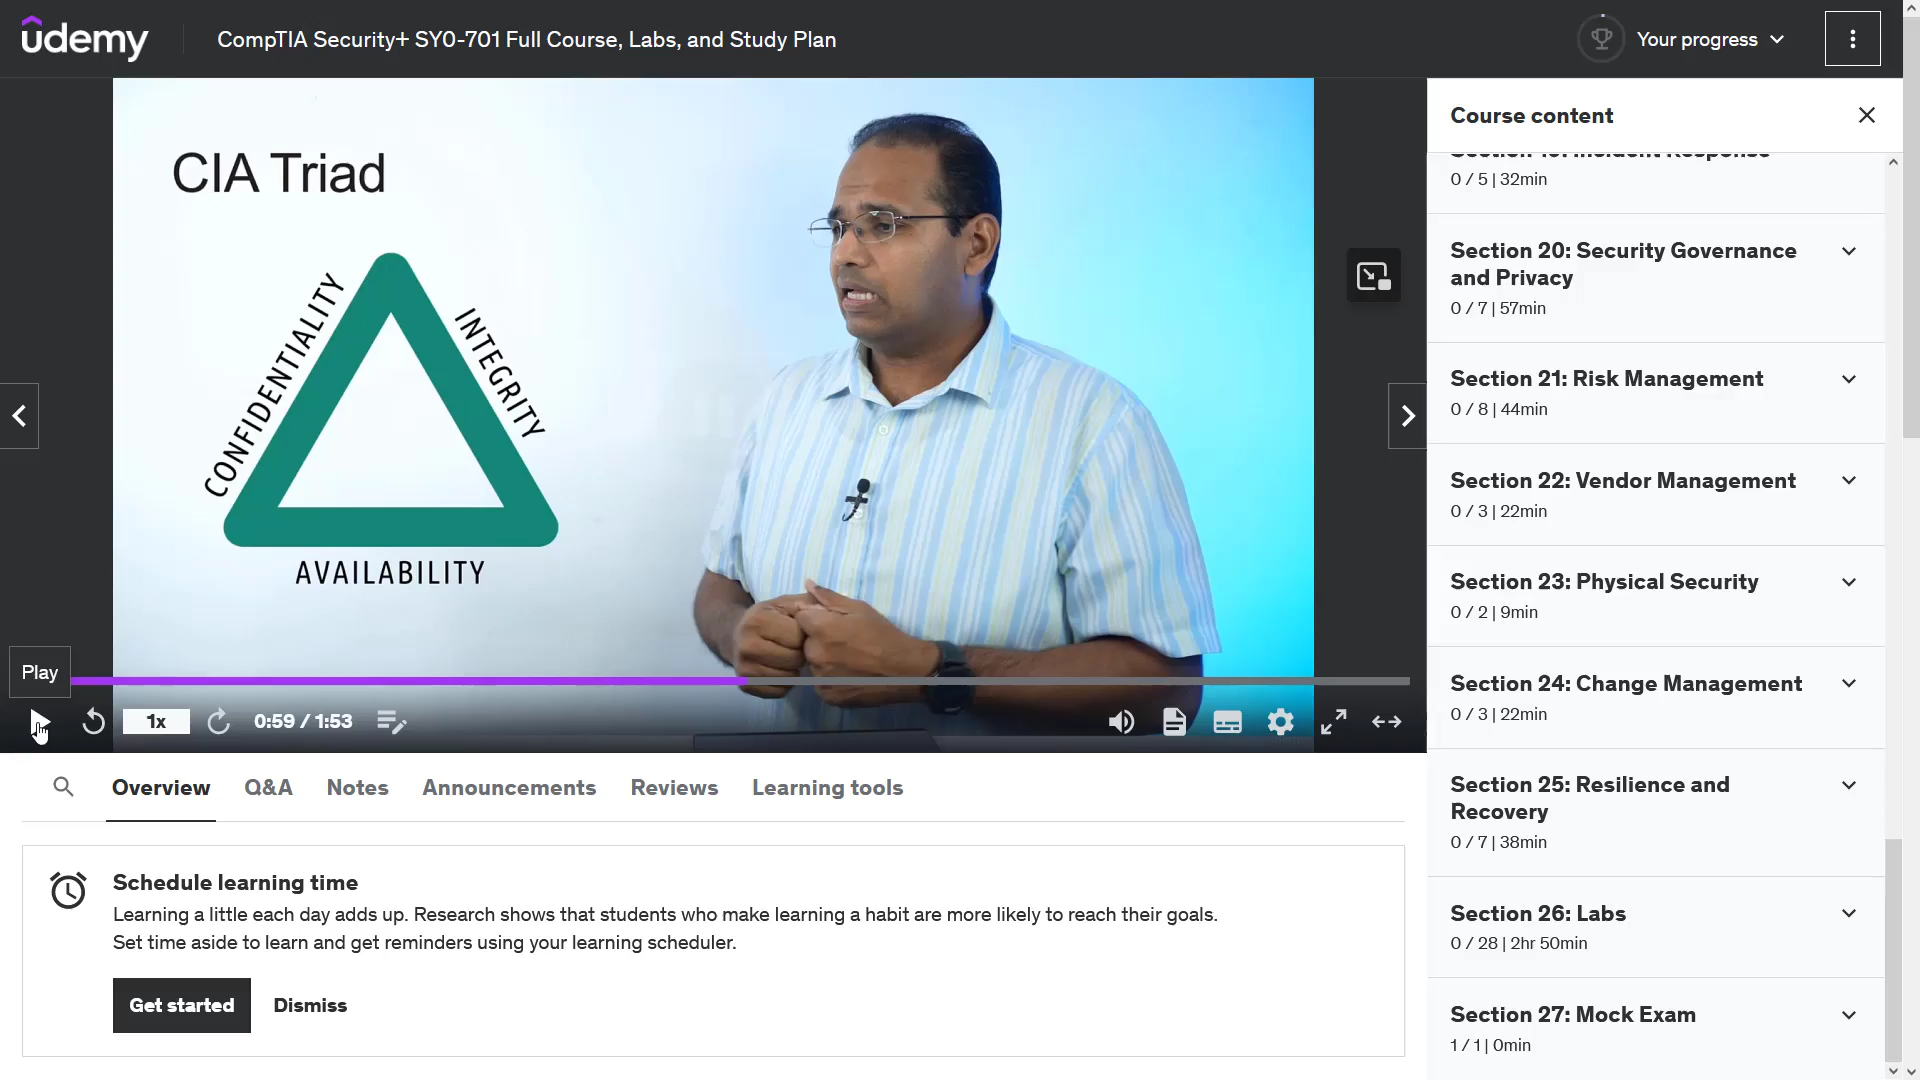 udemy
CompTIA Security+ SY0-701 Full Course, Labs, and Study Plan
Your progress
CIA Triad
CONFIDENTIALITY
INTEGRITY
AVAILABILITY
Play
1x
0:59 / 1:53
Course content
0 / 5 | 32min
Section 20: Security Governance
and Privacy
0 / 7 | 57min
Section 21: Risk Management
0 / 8 | 44min
Section 22: Vendor Management
0 / 3 | 22min
Section 23: Physical Security
0 / 2 | 9min
Section 24: Change Management
0 / 3 | 22min
Section 25: Resilience and
Recovery
0 / 7 | 38min
Section 26: Labs
0 / 28 | 2hr 50min
Section 27: Mock Exam
1 / 1 | 0min
Overview
Q&A
Notes
Announcements
Reviews
Learning tools
Schedule learning time
Learning a little each day adds up. Research shows that students who make learning a habit are more likely to reach their goals.
Set time aside to learn and get reminders using your learning scheduler.
Get started
Dismiss